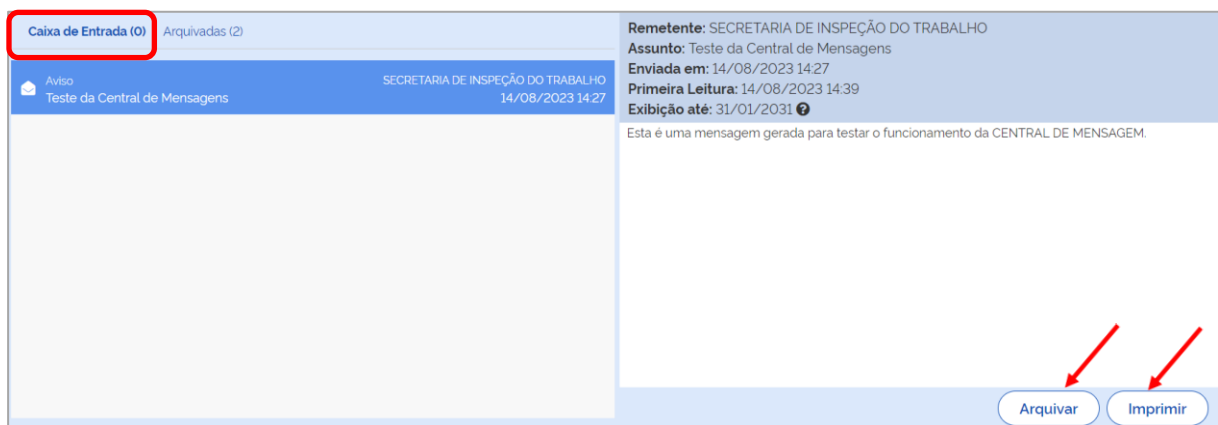 Caixa de Entrada (0) Arquivadas (2)
Aviso SECRETARIA DE INSPEÇÃO DO TRABALHO
Teste da Central de Mensagens 14/08/2023 14:27
Remetente: SECRETARIA DE INSPEÇÃO DO TRABALHO
Assunto: Teste da Central de Mensagens
Enviada em: 14/08/2023 14:27
Primeira Leitura: 14/08/2023 14:39
Exibição até: 31/01/2031 ?
Esta é uma mensagem gerada para testar o funcionamento da CENTRAL DE MENSAGEM.
Arquivar Imprimir